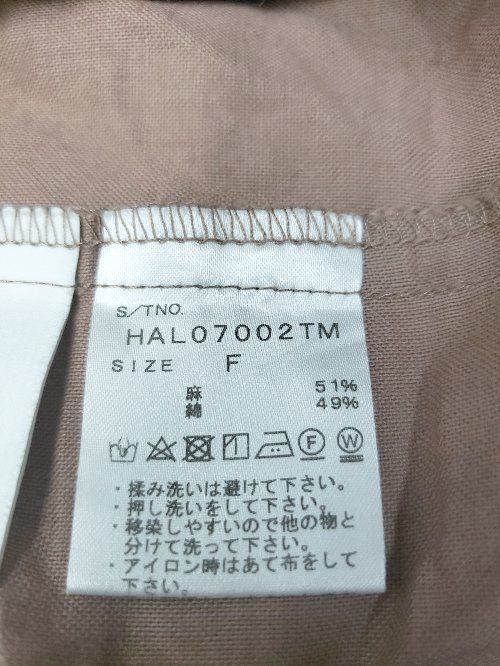 S/TNO.
HAL07002TM
SIZE F
麻 51%
綿 49%
F W
・揉み洗いは避けて下さい。
・押し洗いをして下さい。
・移染しやすいので他の物と
分けて洗って下さい。
・アイロン時はあて布をして
下さい。